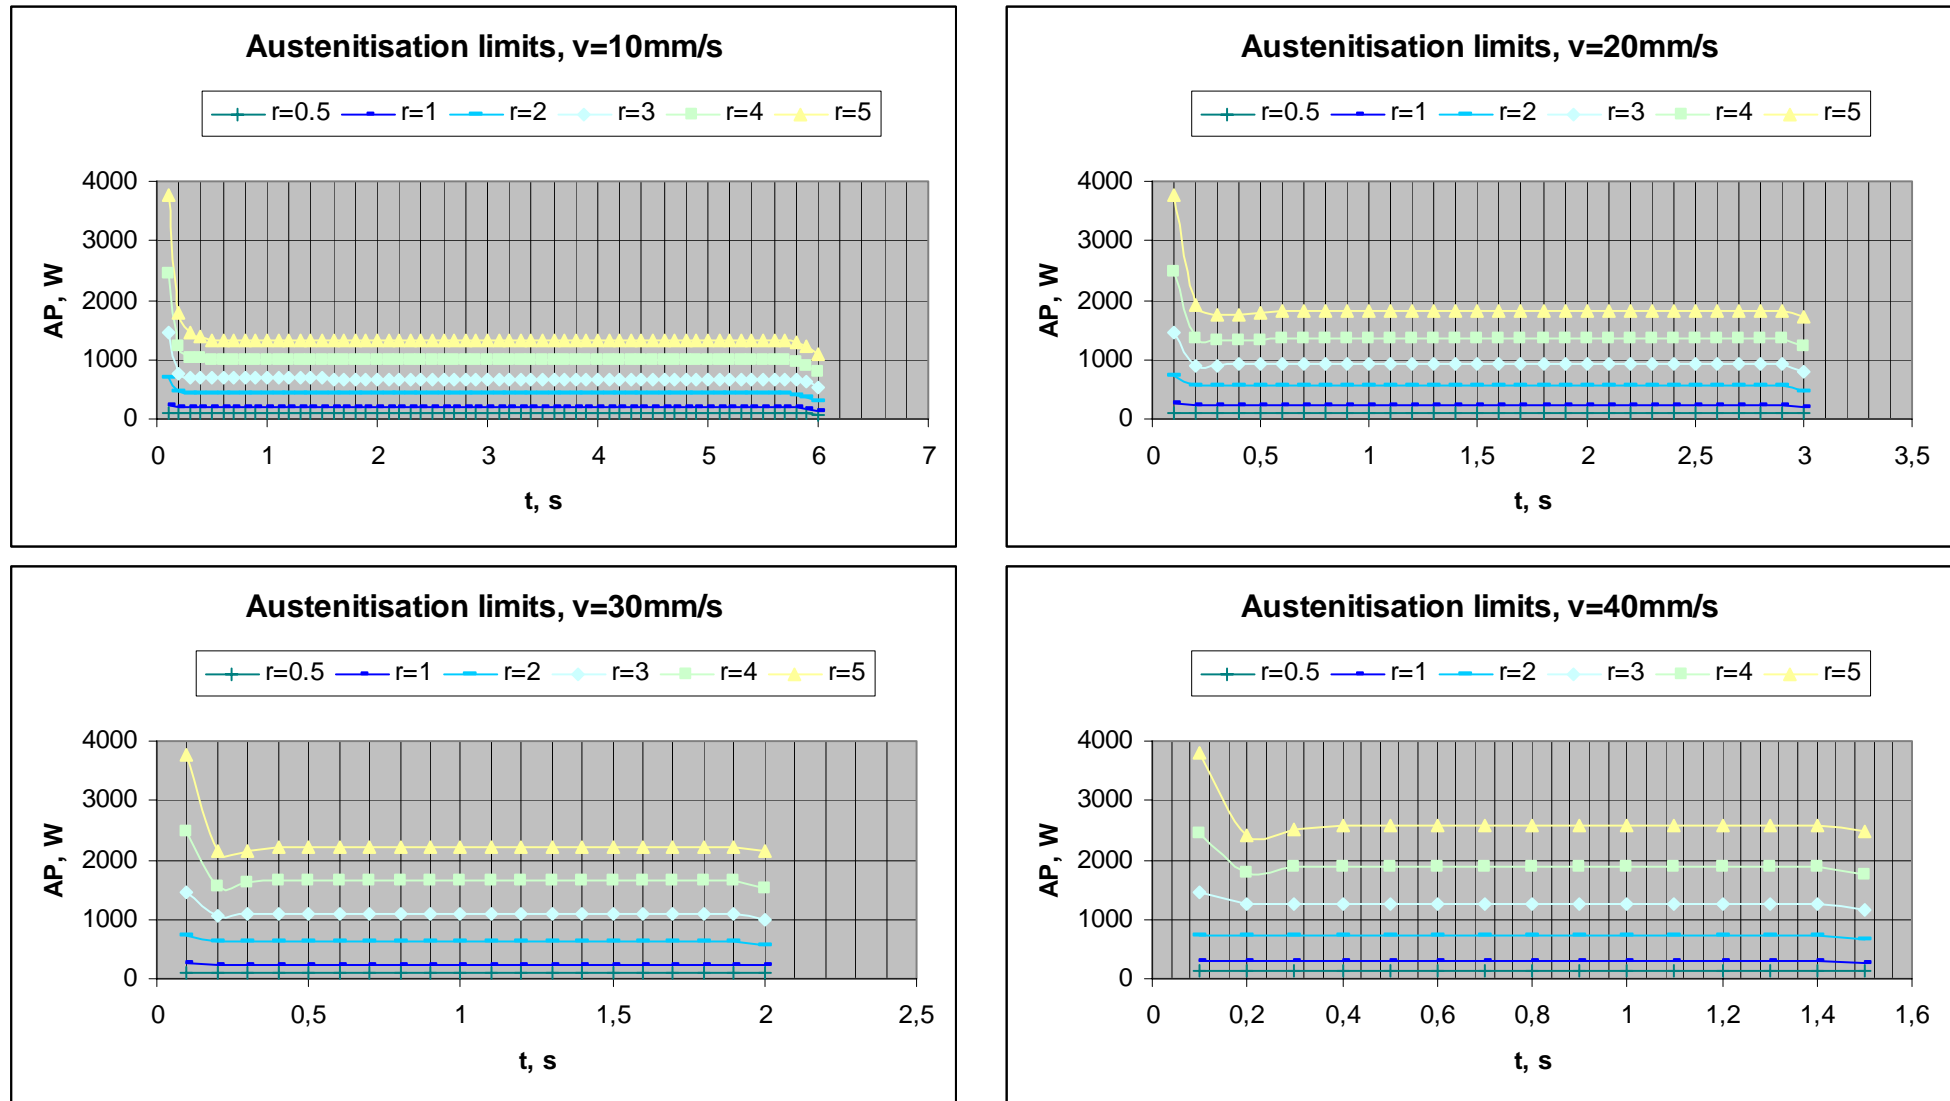 Austenitisation limits, v=10mm/s
r=0.5 r=1 r=2 r=3 r=4 r=5
4000
3000
2000
1000
0
AP, W
0 1 2 3 4 5 6 7
t, s
Austenitisation limits, v=20mm/s
r=0.5 r=1 r=2 r=3 r=4 r=5
4000
3000
2000
1000
0
AP, W
0 0,5 1 1,5 2 2,5 3 3,5
t, s
Austenitisation limits, v=30mm/s
r=0.5 r=1 r=2 r=3 r=4 r=5
4000
3000
2000
1000
0
AP, W
0 0,5 1 1,5 2 2,5
t, s
Austenitisation limits, v=40mm/s
r=0.5 r=1 r=2 r=3 r=4 r=5
4000
3000
2000
1000
0
AP, W
0 0,2 0,4 0,6 0,8 1 1,2 1,4 1,6
t, s